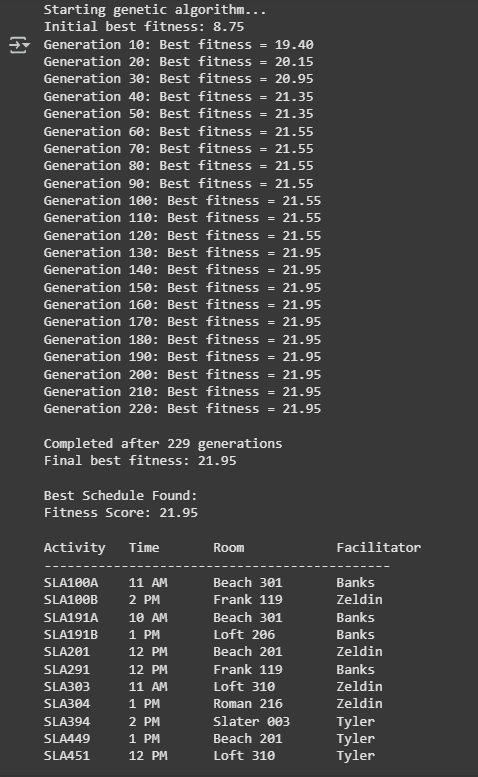 Starting genetic algorithm...
Initial best fitness: 8.75
Generation 10: Best fitness = 19.40
Generation 20: Best fitness = 20.15
Generation 30: Best fitness = 20.95
Generation 40: Best fitness = 21.35
Generation 50: Best fitness = 21.35
Generation 60: Best fitness = 21.55
Generation 70: Best fitness = 21.55
Generation 80: Best fitness = 21.55
Generation 90: Best fitness = 21.55
Generation 100: Best fitness = 21.55
Generation 110: Best fitness = 21.55
Generation 120: Best fitness = 21.55
Generation 130: Best fitness = 21.95
Generation 140: Best fitness = 21.95
Generation 150: Best fitness = 21.95
Generation 160: Best fitness = 21.95
Generation 170: Best fitness = 21.95
Generation 180: Best fitness = 21.95
Generation 190: Best fitness = 21.95
Generation 200: Best fitness = 21.95
Generation 210: Best fitness = 21.95
Generation 220: Best fitness = 21.95

Completed after 229 generations
Final best fitness: 21.95

Best Schedule Found:
Fitness Score: 21.95

Activity Time Room Facilitator
---------------------------------------------
SLA100A 11 AM Beach 301 Banks
SLA100B 2 PM Frank 119 Zeldin
SLA191A 10 AM Beach 301 Banks
SLA191B 1 PM Loft 206 Banks
SLA201 12 PM Beach 201 Zeldin
SLA291 12 PM Frank 119 Banks
SLA303 11 AM Loft 310 Zeldin
SLA304 1 PM Roman 216 Zeldin
SLA394 2 PM Slater 003 Tyler
SLA449 1 PM Beach 201 Tyler
SLA451 12 PM Loft 310 Tyler